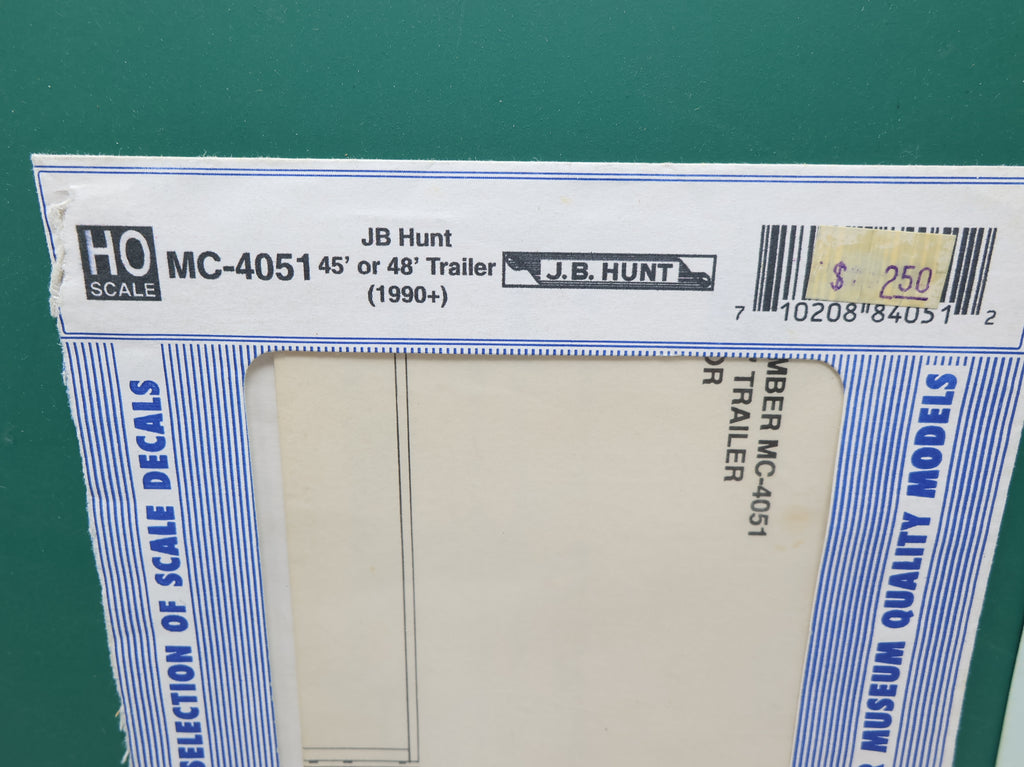 HO
SCALE
MC-4051
JB Hunt
45' or 48' Trailer
(1990+)
J.B. HUNT
$ 250
7 10208 84051 2
SELECTION OF SCALE DECALS
MBER MC-4051
TRAILER
OR
MUSEUM QUALITY MODELS